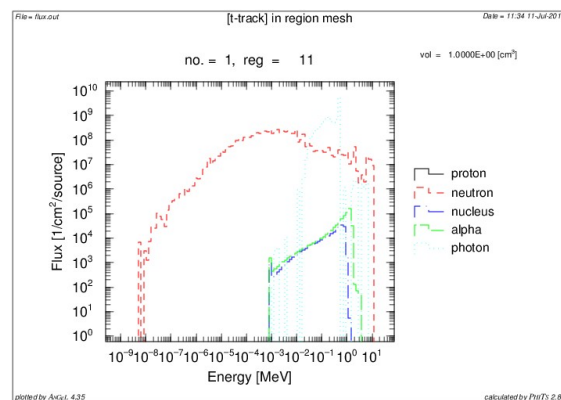 File = flux.out
[t-track] in region mesh
Date = 11:34 11-Jul-201
no. = 1, reg = 11
vol = 1.0000E+00 [cm³]
10¹⁰
10⁹
10⁸
10⁷
10⁶
10⁵
10⁴
10³
10²
10¹
10⁰
Flux [1/cm²/source]
proton
neutron
nucleus
alpha
photon
10⁻⁹ 10⁻⁸ 10⁻⁷ 10⁻⁶ 10⁻⁵ 10⁻⁴ 10⁻³ 10⁻² 10⁻¹ 10⁰ 10¹
Energy [MeV]
plotted by ANGEL 4.35
calculated by PHITS 2.8